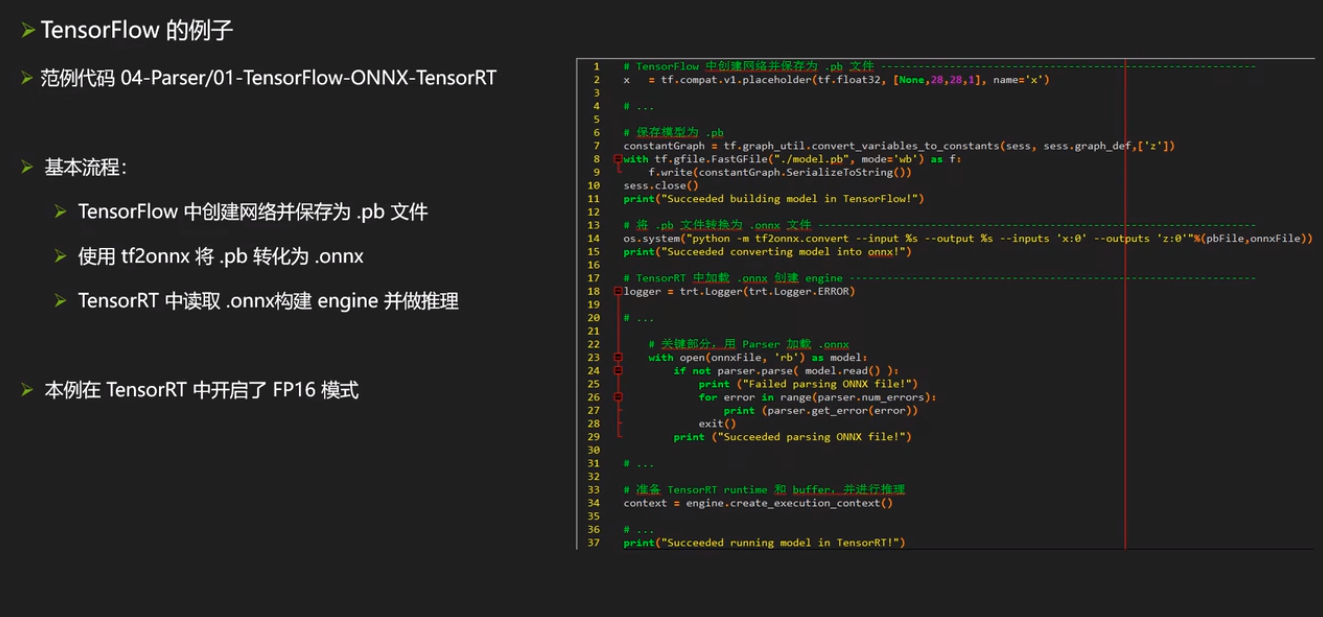 TensorFlow 的例子
范例代码 04-Parser/01-TensorFlow-ONNX-TensorRT
基本流程：
TensorFlow 中创建网络并保存为 .pb 文件
使用 tf2onnx 将 .pb 转化为 .onnx
TensorRT 中读取 .onnx构建 engine 并做推理
本例在 TensorRT 中开启了 FP16 模式
1 # TensorFlow 中创建网络并保存为 .pb 文件 ------------------------------------------------------------
2 x   = tf.compat.v1.placeholder(tf.float32, [None,28,28,1], name='x')
3
4 # ...
5
6 # 保存模型为 .pb
7 constantGraph = tf.graph_util.convert_variables_to_constants(sess, sess.graph_def,['z'])
8 with tf.gfile.FastGFile("./model.pb", mode='wb') as f:
9     f.write(constantGraph.SerializeToString())
10 sess.close()
11 print("Succeeded building model in TensorFlow!")
12
13 # 将 .pb 文件转换为 .onnx 文件 ----------------------------------------------------------------------
14 os.system("python -m tf2onnx.convert --input %s --output %s --inputs 'x:0' --outputs 'z:0'"%(pbFile,onnxFile))
15 print("Succeeded converting model into onnx!")
16
17 # TensorRT 中加载 .onnx 创建 engine -----------------------------------------------------------------
18 logger = trt.Logger(trt.Logger.ERROR)
19
20 # ...
21
22     # 关键部分，用 Parser 加载 .onnx
23     with open(onnxFile, 'rb') as model:
24         if not parser.parse( model.read() ):
25             print ("Failed parsing ONNX file!")
26             for error in range(parser.num_errors):
27                 print (parser.get_error(error))
28             exit()
29         print ("Succeeded parsing ONNX file!")
30
31 # ...
32
33 # 准备 TensorRT runtime 和 buffer，并进行推理
34 context = engine.create_execution_context()
35
36 # ...
37 print("Succeeded running model in TensorRT!")